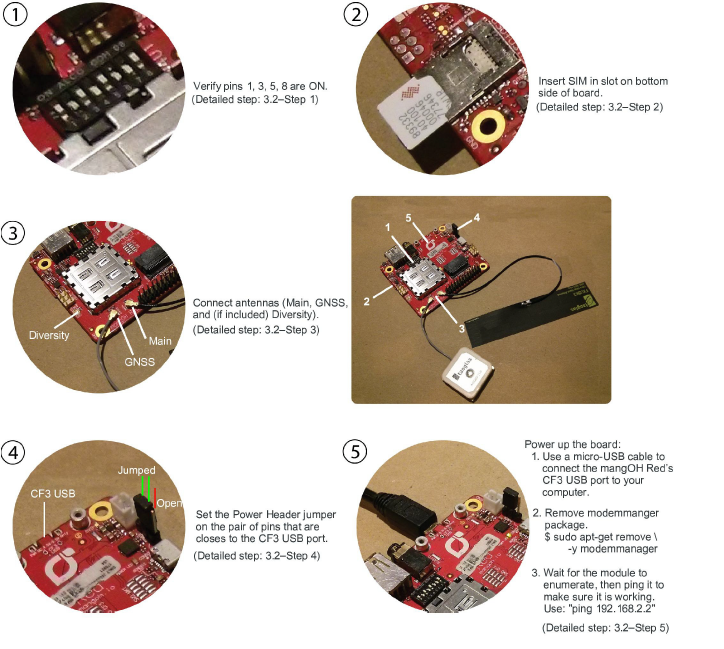 1
Verify pins 1, 3, 5, 8 are ON.
(Detailed step: 3.2–Step 1)
2
Insert SIM in slot on bottom
side of board.
(Detailed step: 3.2–Step 2)
3
Diversity
GNSS
Main
Connect antennas (Main, GNSS,
and (if included) Diversity).
(Detailed step: 3.2–Step 3)
1
2
3
4
5
4
CF3 USB
Jumped
Open
Set the Power Header jumper
on the pair of pins that are
closes to the CF3 USB port.
(Detailed step: 3.2–Step 4)
5
Power up the board:
1. Use a micro-USB cable to
connect the mangOH Red's
CF3 USB port to your
computer.
2. Remove modemmanger
package.
$ sudo apt-get remove \
-y modemmanager
3. Wait for the module to
enumerate, then ping it to
make sure it is working.
Use: "ping 192.168.2.2"
(Detailed step: 3.2–Step 5)